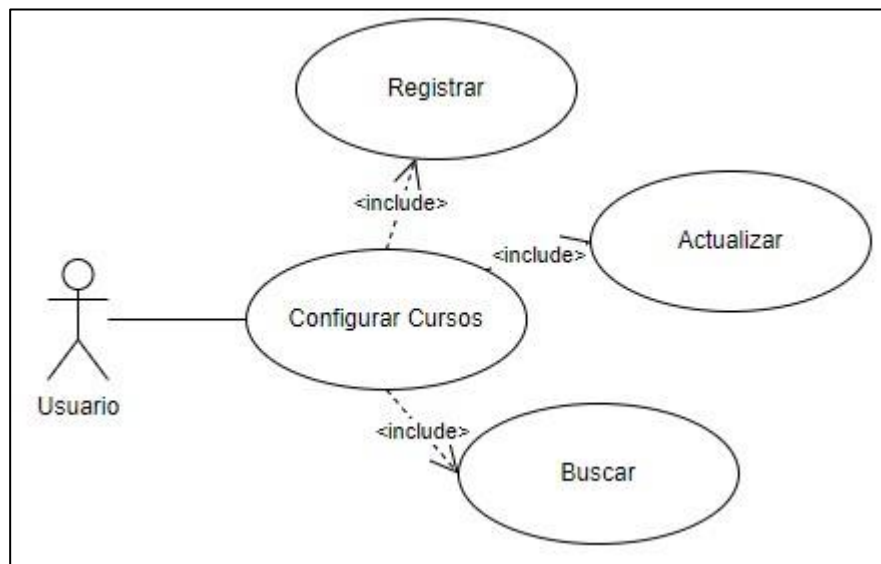 Registrar
<include>
Actualizar
<include>
Configurar Cursos
Usuario
<include>
Buscar